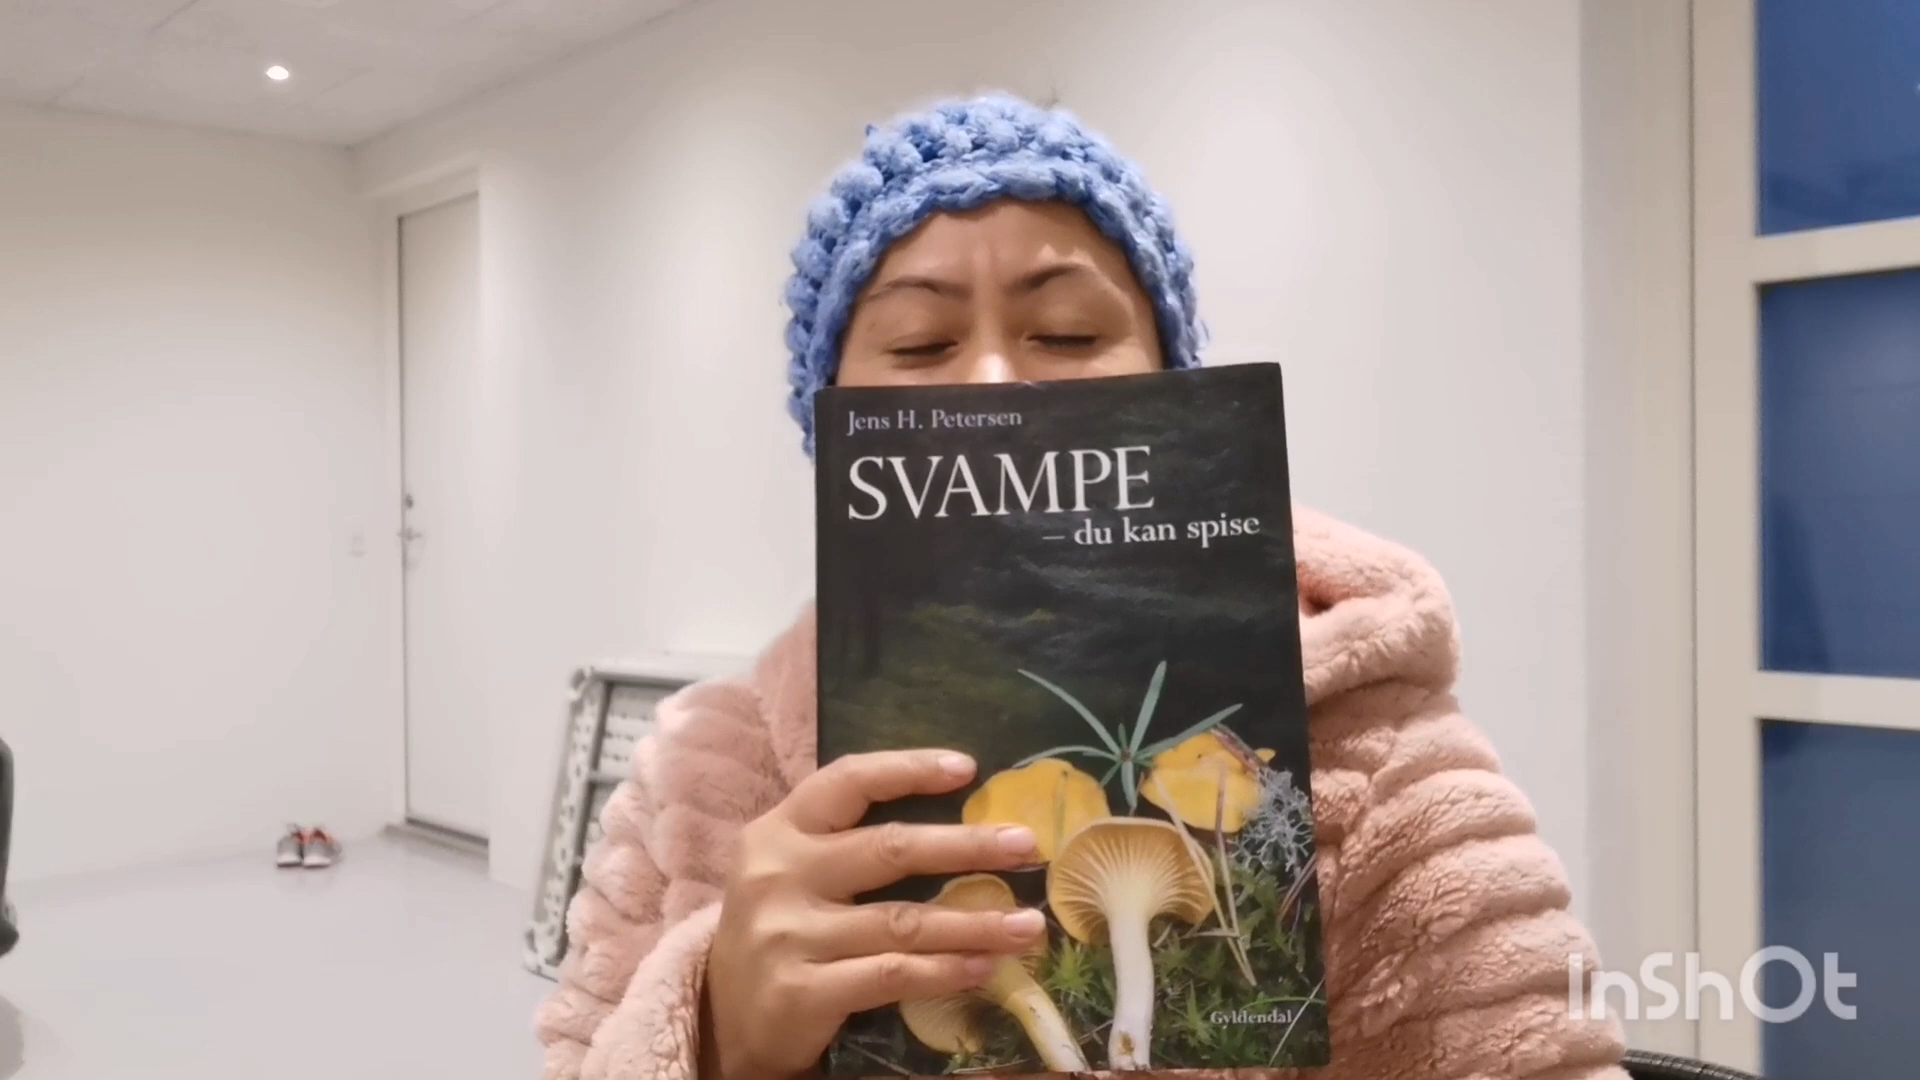 Jens H. Petersen
SVAMPE
– du kan spise
Gyldendal
InShOt